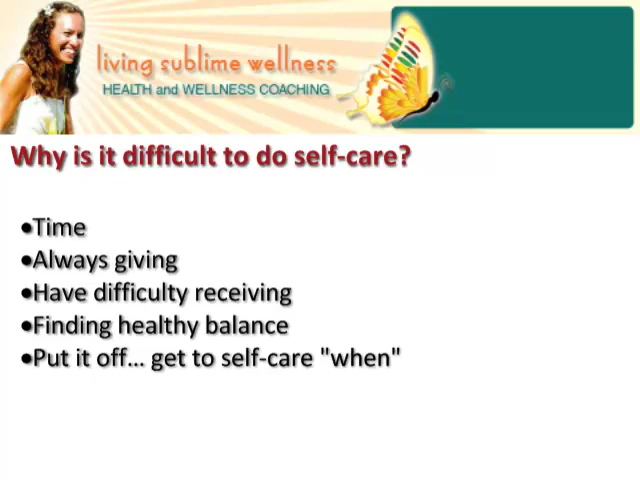 living sublime wellness
HEALTH and WELLNESS COACHING
Why is it difficult to do self-care?
•Time
•Always giving
•Have difficulty receiving
•Finding healthy balance
•Put it off... get to self-care "when"